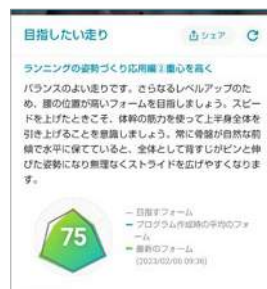 目指したい走り
シェア
ランニングの姿勢づくり応用編②重心を高く
バランスのよい走りです。さらなるレベルアップのた
め、腰の位置が高いフォームを目指しましょう。スピー
ドを上げたときこそ、体幹の筋力を使って上半身全体を
引き上げることを意識しましょう。常に骨盤が自然な前
傾で水平に保てていると、全体として背すじがピンと伸
びた姿勢になり無理なくストライドを広げやすくなりま
す。
75
目指すフォーム
プログラム作成時の平均のフォ
ーム
最新のフォーム
(2023/02/06 09:36)